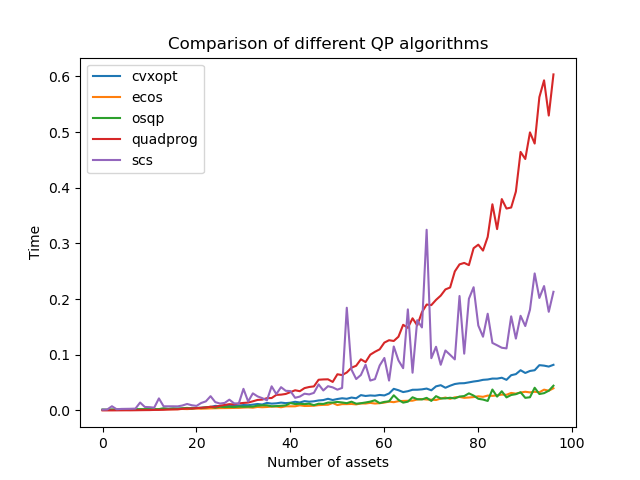 Comparison of different QP algorithms
cvxopt
ecos
osqp
quadprog
scs
0.6
0.5
0.4
0.3
0.2
0.1
0.0
Time
0 20 40 60 80 100
Number of assets